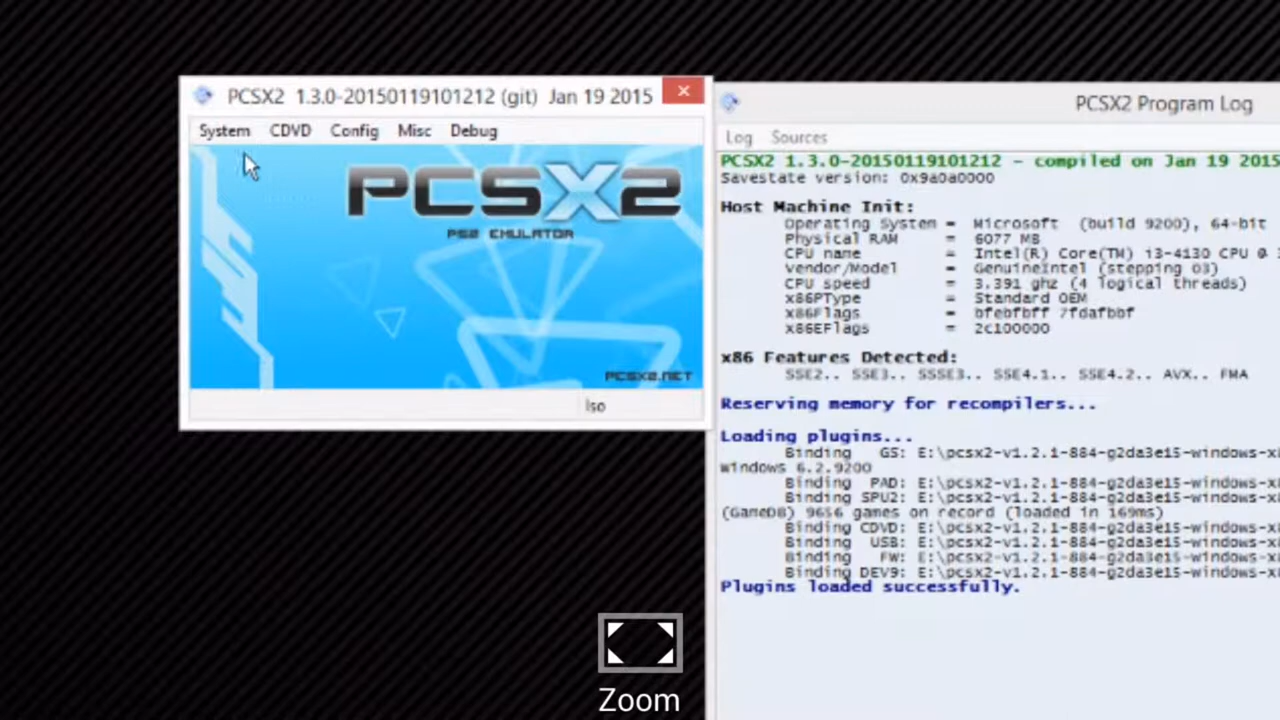 PCSX2 1.3.0-20150119101212 (git) Jan 19 2015
System CDVD Config Misc Debug
PCSX2
PS2 EMULATOR
PCSX2.NET
Iso
PCSX2 Program Log
Log Sources
PCSX2 1.3.0-20150119101212 - compiled on Jan 19 2015
Savestate version: 0x9a0a0000
Host Machine Init:
Operating System = Microsoft (build 9200), 64-bit
Physical RAM = 6077 MB
CPU name = Intel(R) Core(TM) i3-4130 CPU @
Vendor/Model = GenuineIntel (stepping 03)
CPU speed = 3.391 ghz (4 logical threads)
x86PType = Standard OEM
x86Flags = bfebfbff 7fdafbbf
x86EFlags = 2c100000
x86 Features Detected:
SSE2.. SSE3.. SSSE3.. SSE4.1.. SSE4.2.. AVX.. FMA
Reserving memory for recompilers...
Loading plugins...
Binding GS: E:\pcsx2-v1.2.1-884-g2da3e15-windows-x8
Windows 6.2.9200
Binding PAD: E:\pcsx2-v1.2.1-884-g2da3e15-windows-x8
Binding SPU2: E:\pcsx2-v1.2.1-884-g2da3e15-windows-x8
(GameDB) 9656 games on record (loaded in 169ms)
Binding CDVD: E:\pcsx2-v1.2.1-884-g2da3e15-windows-x8
Binding USB: E:\pcsx2-v1.2.1-884-g2da3e15-windows-x8
Binding FW: E:\pcsx2-v1.2.1-884-g2da3e15-windows-x8
Binding DEV9: E:\pcsx2-v1.2.1-884-g2da3e15-windows-x8
Plugins loaded successfully.
Zoom